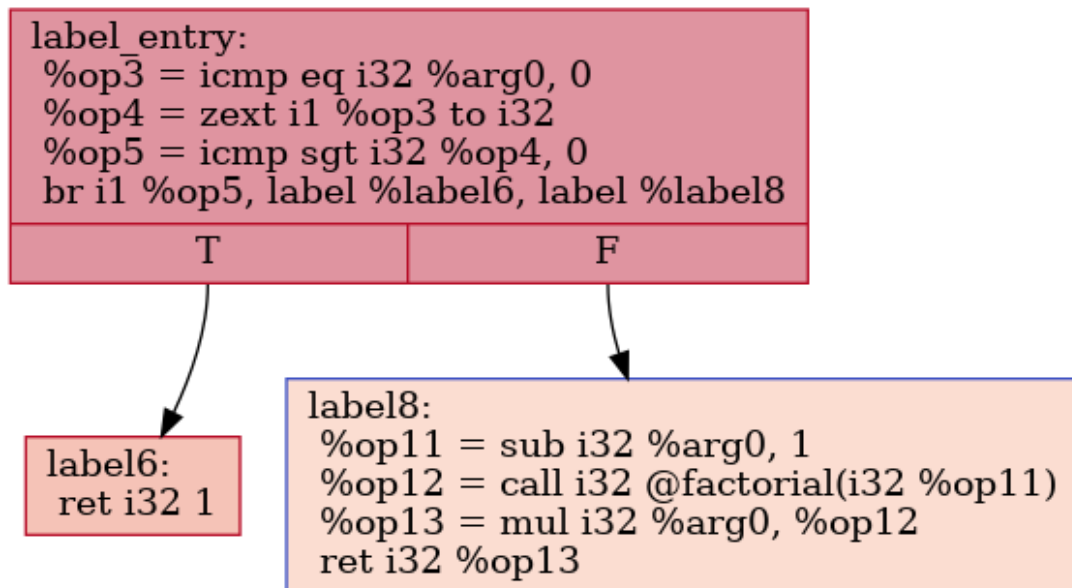 label_entry:
%op3 = icmp eq i32 %arg0, 0
%op4 = zext i1 %op3 to i32
%op5 = icmp sgt i32 %op4, 0
br i1 %op5, label %label6, label %label8
T
F
label6:
ret i32 1
label8:
%op11 = sub i32 %arg0, 1
%op12 = call i32 @factorial(i32 %op11)
%op13 = mul i32 %arg0, %op12
ret i32 %op13